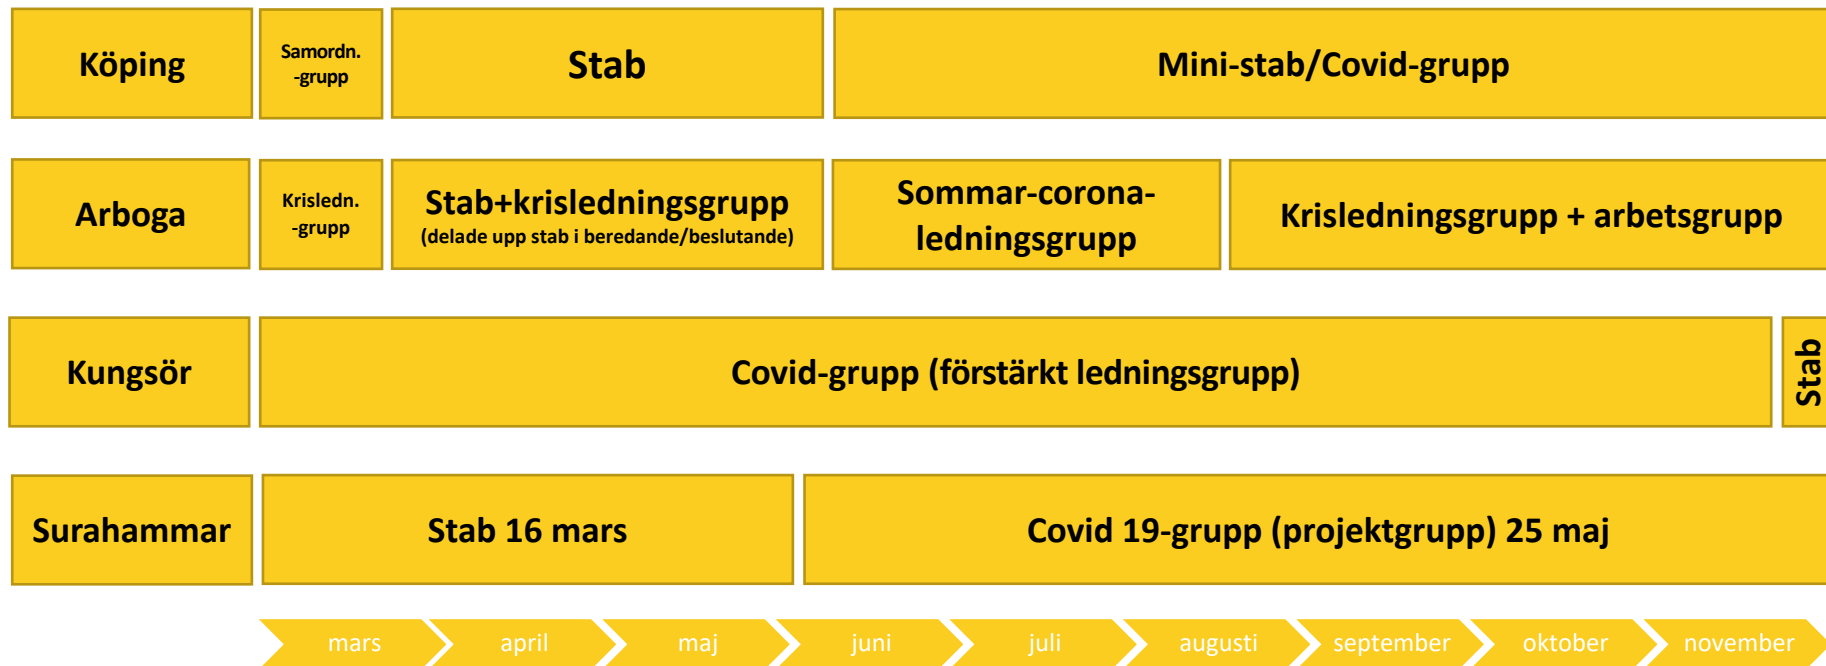 Köping
Samordn.
-grupp
Stab
Mini-stab/Covid-grupp
Arboga
Krisledn.
-grupp
Stab+krisledningsgrupp
(delade upp stab i beredande/beslutande)
Sommar-corona-
ledningsgrupp
Krisledningsgrupp + arbetsgrupp
Kungsör
Covid-grupp (förstärkt ledningsgrupp)
Stab
Surahammar
Stab 16 mars
Covid 19-grupp (projektgrupp) 25 maj
mars
april
maj
juni
juli
augusti
september
oktober
november